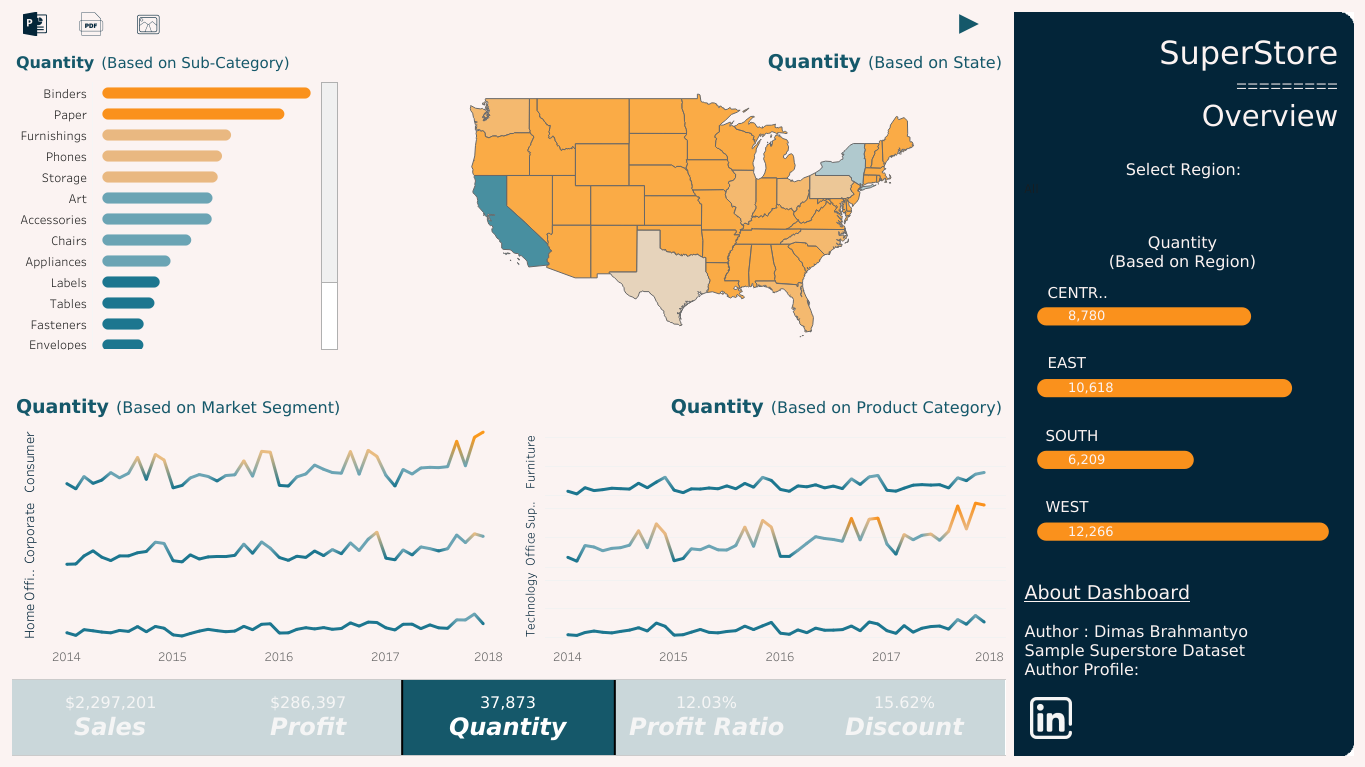 PDF
Quantity (Based on Sub-Category)
Binders
Paper
Furnishings
Phones
Storage
Art
Accessories
Chairs
Appliances
Labels
Tables
Fasteners
Envelopes
Quantity (Based on State)
Quantity (Based on Market Segment)
Consumer
Corporate
Home Offi..
2014 2015 2016 2017 2018
Quantity (Based on Product Category)
Furniture
Office Sup..
Technology
2014 2015 2016 2017 2018
$2,297,201
Sales
$286,397
Profit
37,873
Quantity
12.03%
Profit Ratio
15.62%
Discount
SuperStore
=========
Overview
Select Region:
Quantity
(Based on Region)
CENTR..
8,780
EAST
10,618
SOUTH
6,209
WEST
12,266
About Dashboard
Author : Dimas Brahmantyo
Sample Superstore Dataset
Author Profile:
in